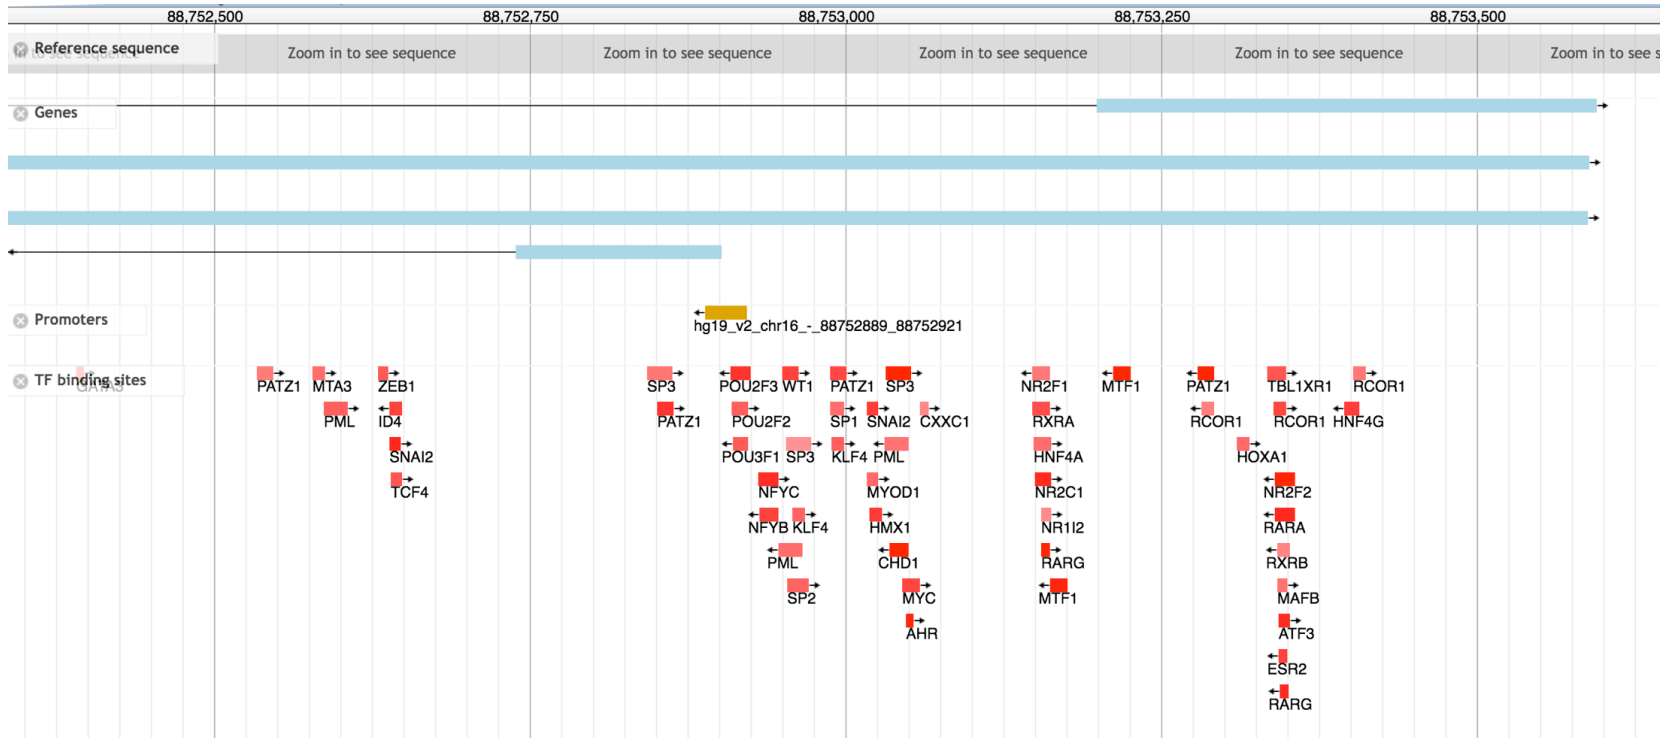 88,752,500 88,752,750 88,753,000 88,753,250 88,753,500
Reference sequence Zoom in to see sequence Zoom in to see sequence Zoom in to see sequence Zoom in to see sequence Zoom in to see s
Genes
Promoters
hg19_v2_chr16_-_88752889_88752921
TF binding sites
GATA3 PATZ1 MTA3 ZEB1 SP3 POU2F3 WT1 PATZ1 SP3 NR2F1 MTF1 PATZ1 TBL1XR1 RCOR1
PML ID4 PATZ1 POU2F2 SP1 SNAI2 CXXC1 RXRA RCOR1 RCOR1 HNF4G
SNAI2 POU3F1 SP3 KLF4 PML HNF4A HOXA1
TCF4 NFYC MYOD1 NR2C1 NR2F2
NFYB KLF4 HMX1 NR1I2 RARA
PML CHD1 RARG RXRB
SP2 MYC MTF1 MAFB
AHR ATF3
ESR2
RARG